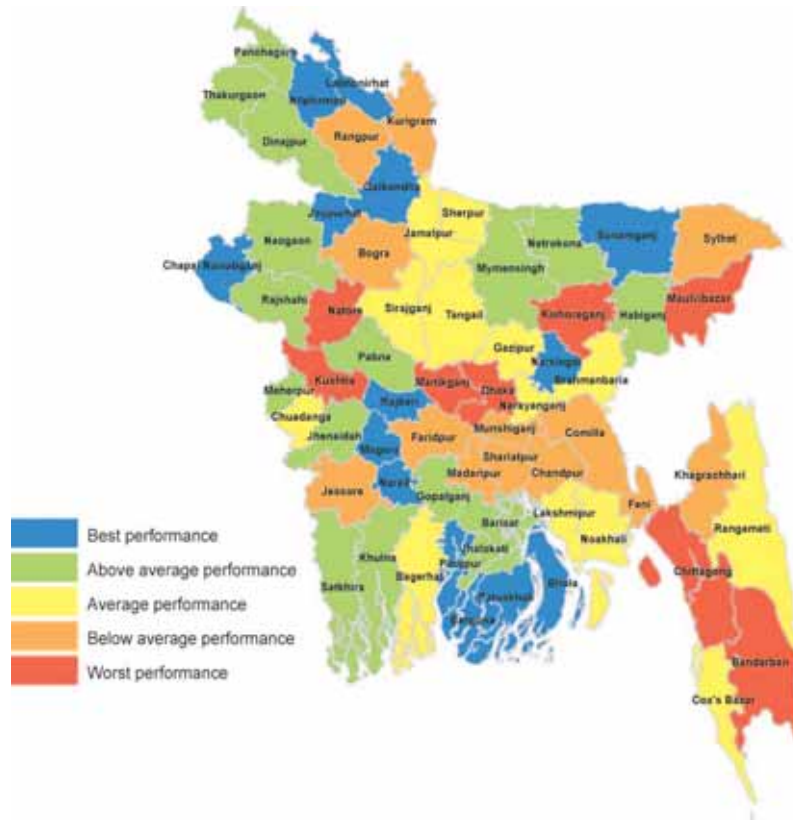 Panchagarh
Lalmonirhat
Thakurgaon
Nilphamari
Kurigram
Rangpur
Dinajpur
Gaibandha
Joypurhat
Sherpur
Naogaon
Jamalpur
Netrokona
Sunamganj
Sylhet
Bogra
Mymensingh
Chapai Nawabganj
Rajshahi
Natore
Sirajganj
Tangail
Kishoreganj
Habiganj
Maulvibazar
Gazipur
Pabna
Narsingdi
Brahmanbaria
Kushtia
Meherpur
Manikganj
Dhaka
Rajbari
Narayanganj
Chuadanga
Jhenaidah
Faridpur
Munshiganj
Comilla
Magura
Shariatpur
Madaripur
Chandpur
Khagrachhari
Jessore
Narail
Gopalganj
Feni
Barisal
Lakshmipur
Rangamati
Noakhali
Khulna
Jhalokati
Pirojpur
Bagerhat
Satkhira
Patuakhali
Bhola
Barguna
Chittagong
Bandarban
Cox's Bazar
Best performance
Above average performance
Average performance
Below average performance
Worst performance